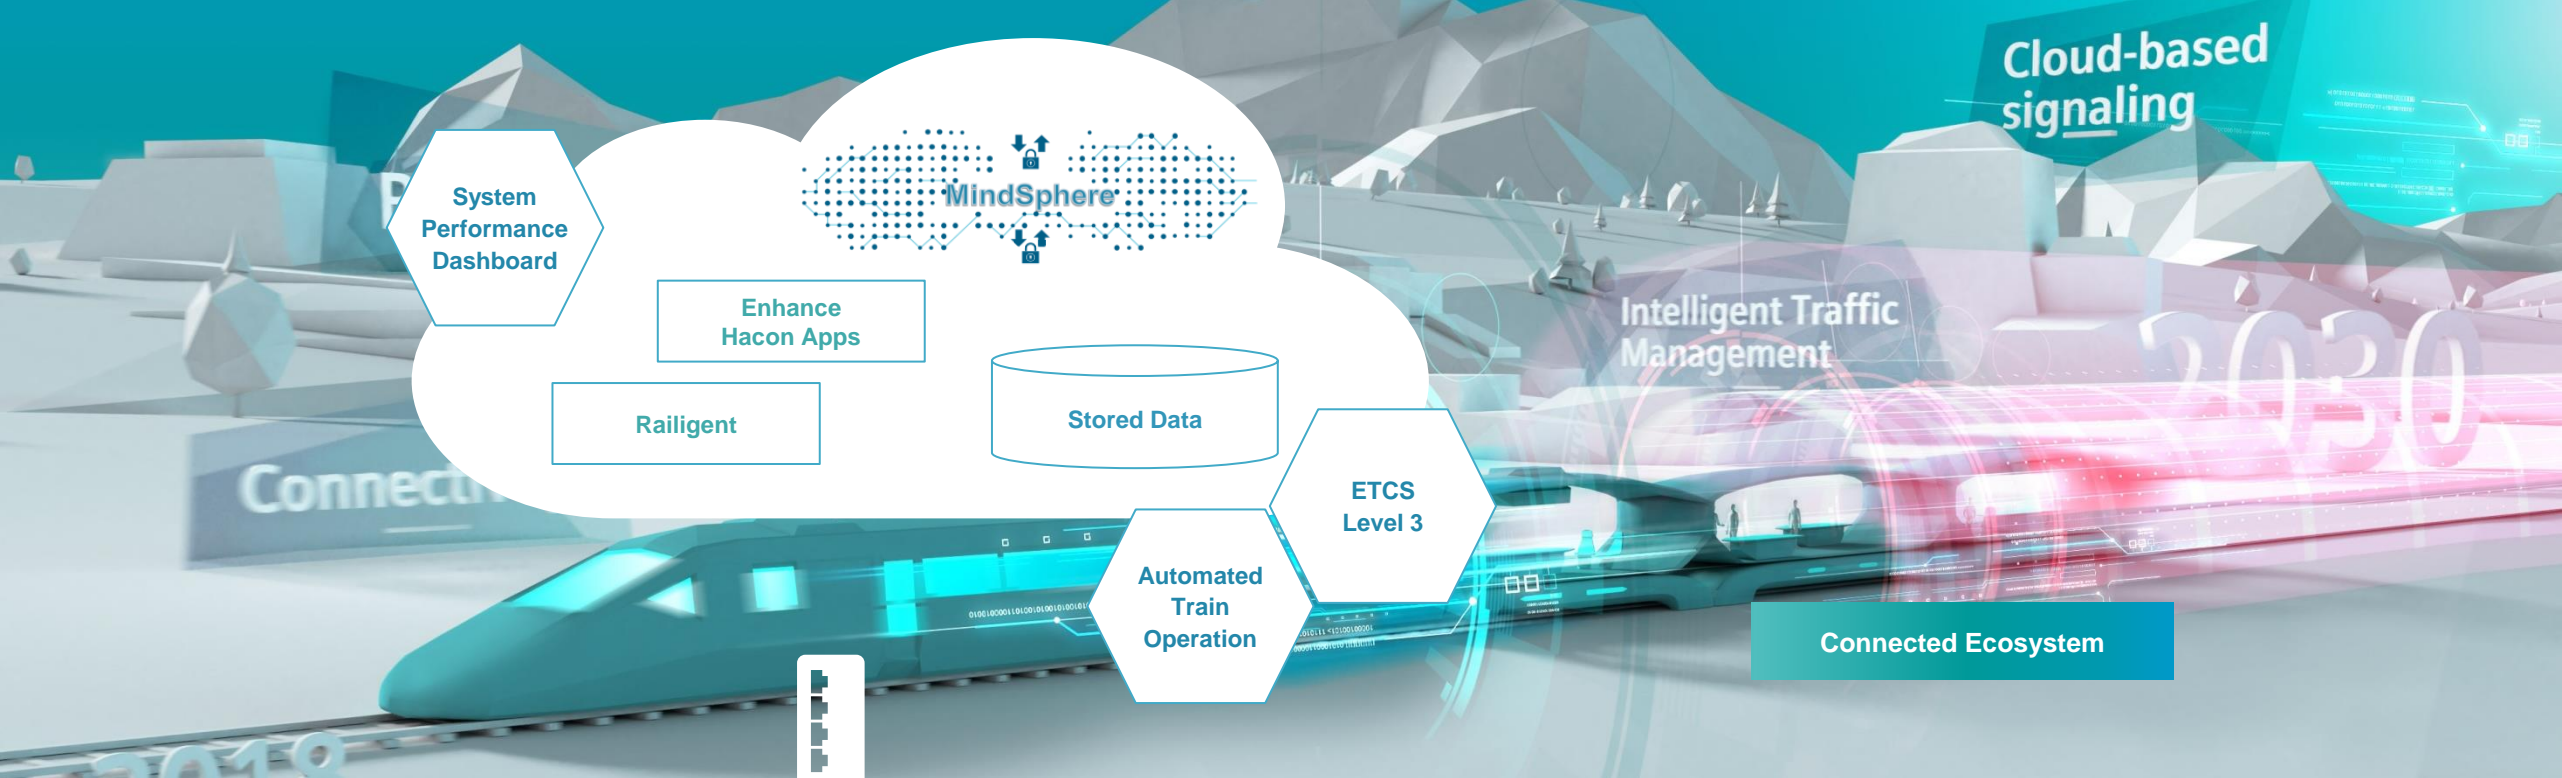 Cloud-based
signaling
MindSphere
System
Performance
Dashboard
Enhance
Hacon Apps
Intelligent Traffic
Management
2030
Railigent
Stored Data
ETCS
Level 3
Automated
Train
Operation
Connected Ecosystem
2018